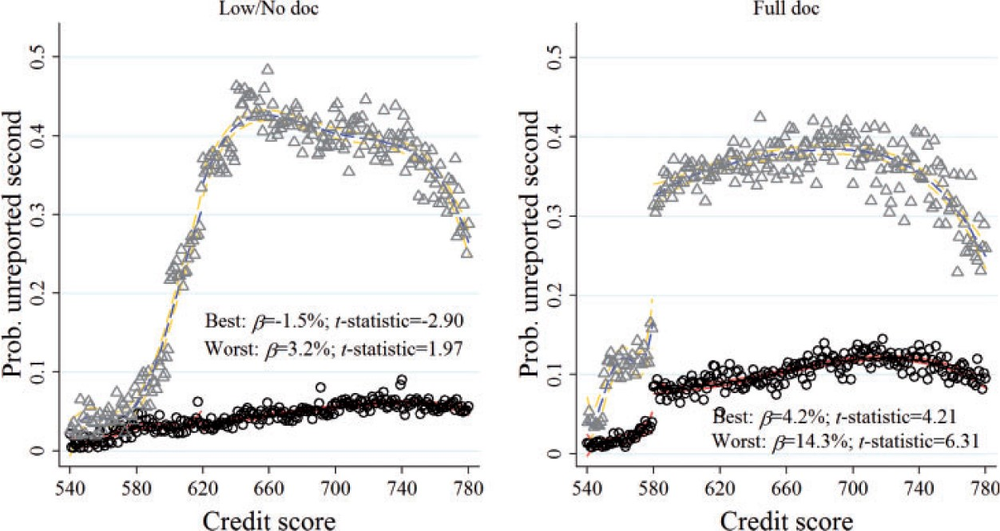 Low/No doc
Full doc
Prob. unreported second
0.5
0.4
0.3
0.2
0.1
0
Best: β=-1.5%; t-statistic=-2.90
Worst: β=3.2%; t-statistic=1.97
540 580 620 660 700 740 780
Credit score
Prob. unreported second
0.5
0.4
0.3
0.2
0.1
0
Best: β=4.2%; t-statistic=4.21
Worst: β=14.3%; t-statistic=6.31
540 580 620 660 700 740 780
Credit score